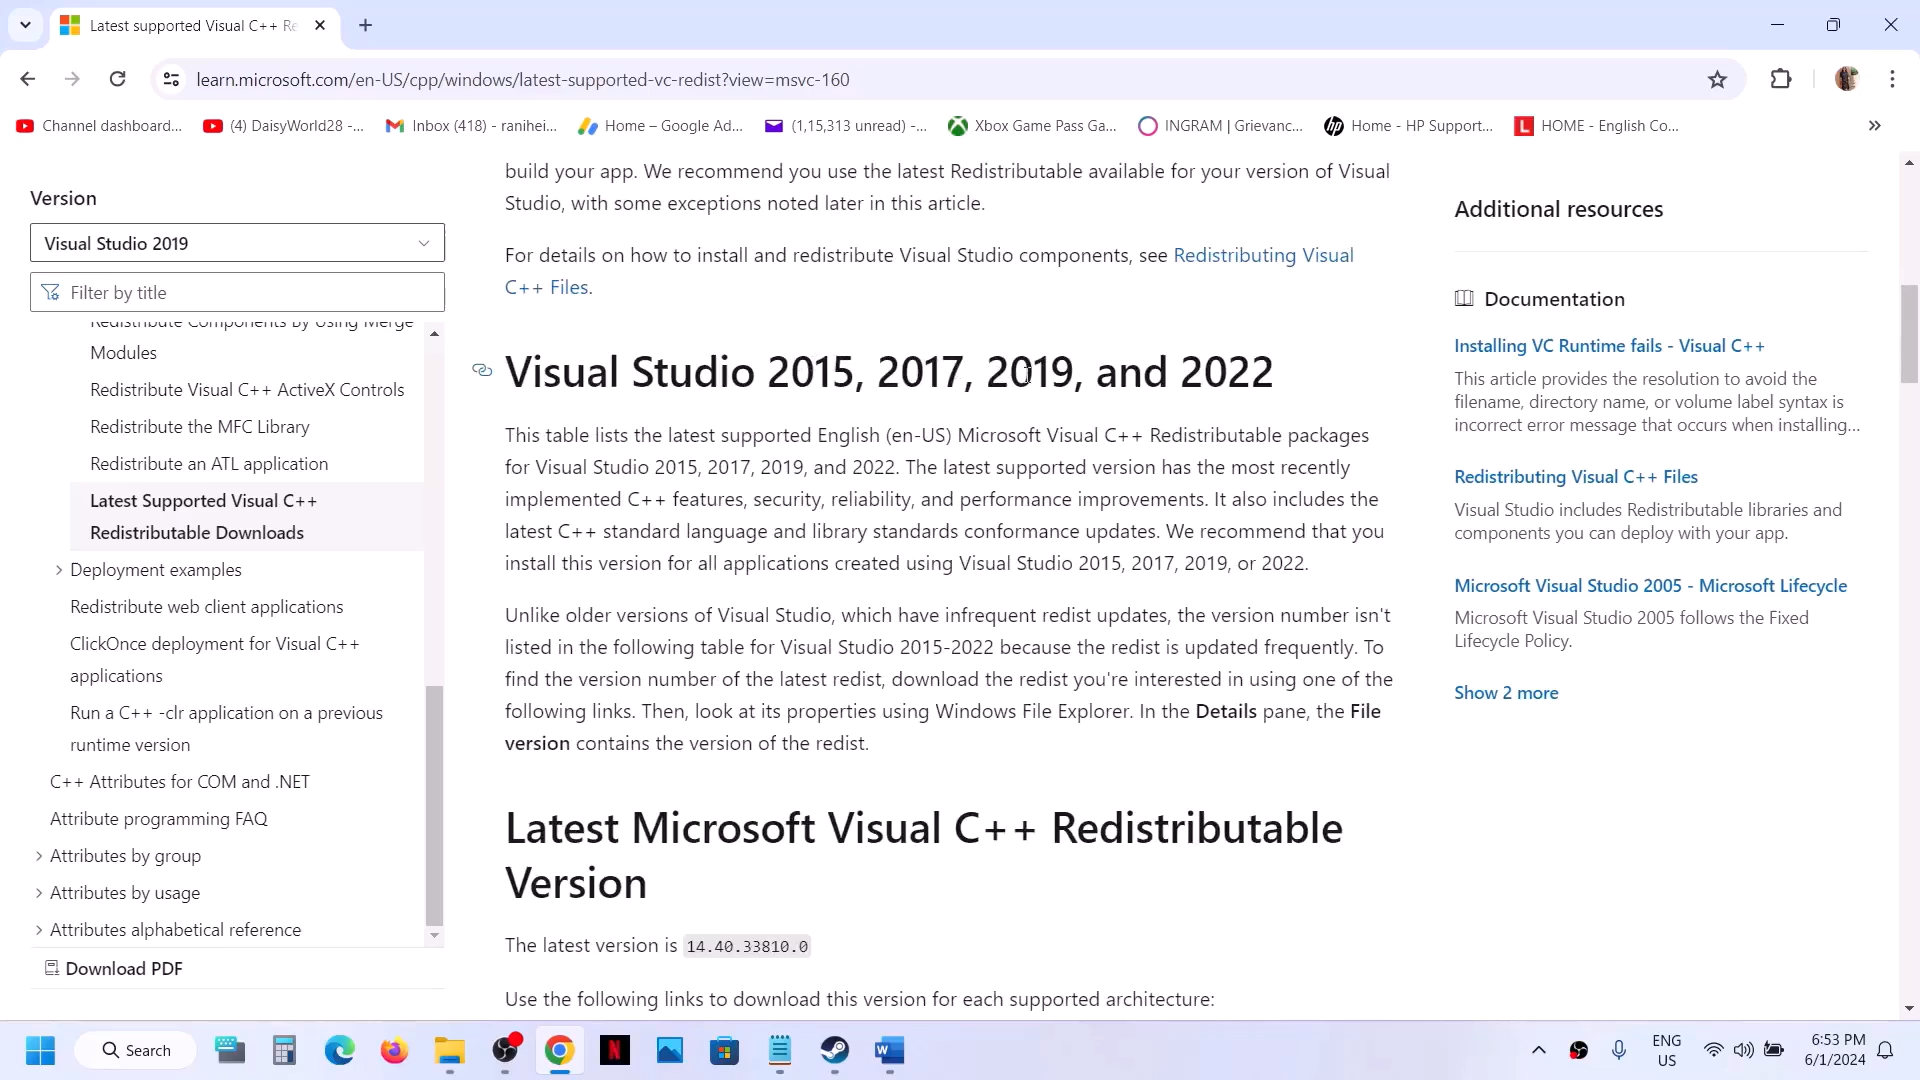 Latest supported Visual C++ Re
learn.microsoft.com/en-US/cpp/windows/latest-supported-vc-redist?view=msvc-160
Channel dashboard...
(4) DaisyWorld28 -...
Inbox (418) - ranihei...
Home – Google Ad...
(1,15,313 unread) -...
Xbox Game Pass Ga...
INGRAM | Grievanc...
Home - HP Support...
HOME - English Co...
Version
Visual Studio 2019
Filter by title
Redistribute Components By Using Merge
Modules
Redistribute Visual C++ ActiveX Controls
Redistribute the MFC Library
Redistribute an ATL application
Latest Supported Visual C++
Redistributable Downloads
Deployment examples
Redistribute web client applications
ClickOnce deployment for Visual C++
applications
Run a C++ -clr application on a previous
runtime version
C++ Attributes for COM and .NET
Attribute programming FAQ
Attributes by group
Attributes by usage
Attributes alphabetical reference
Download PDF
build your app. We recommend you use the latest Redistributable available for your version of Visual
Studio, with some exceptions noted later in this article.
For details on how to install and redistribute Visual Studio components, see Redistributing Visual
C++ Files.
Visual Studio 2015, 2017, 2019, and 2022
This table lists the latest supported English (en-US) Microsoft Visual C++ Redistributable packages
for Visual Studio 2015, 2017, 2019, and 2022. The latest supported version has the most recently
implemented C++ features, security, reliability, and performance improvements. It also includes the
latest C++ standard language and library standards conformance updates. We recommend that you
install this version for all applications created using Visual Studio 2015, 2017, 2019, or 2022.
Unlike older versions of Visual Studio, which have infrequent redist updates, the version number isn't
listed in the following table for Visual Studio 2015-2022 because the redist is updated frequently. To
find the version number of the latest redist, download the redist you're interested in using one of the
following links. Then, look at its properties using Windows File Explorer. In the Details pane, the File
version contains the version of the redist.
Latest Microsoft Visual C++ Redistributable
Version
The latest version is 14.40.33810.0
Use the following links to download this version for each supported architecture:
Additional resources
Documentation
Installing VC Runtime fails - Visual C++
This article provides the resolution to avoid the
filename, directory name, or volume label syntax is
incorrect error message that occurs when installing...
Redistributing Visual C++ Files
Visual Studio includes Redistributable libraries and
components you can deploy with your app.
Microsoft Visual Studio 2005 - Microsoft Lifecycle
Microsoft Visual Studio 2005 follows the Fixed
Lifecycle Policy.
Show 2 more
Search
ENG
US
6:53 PM
6/1/2024